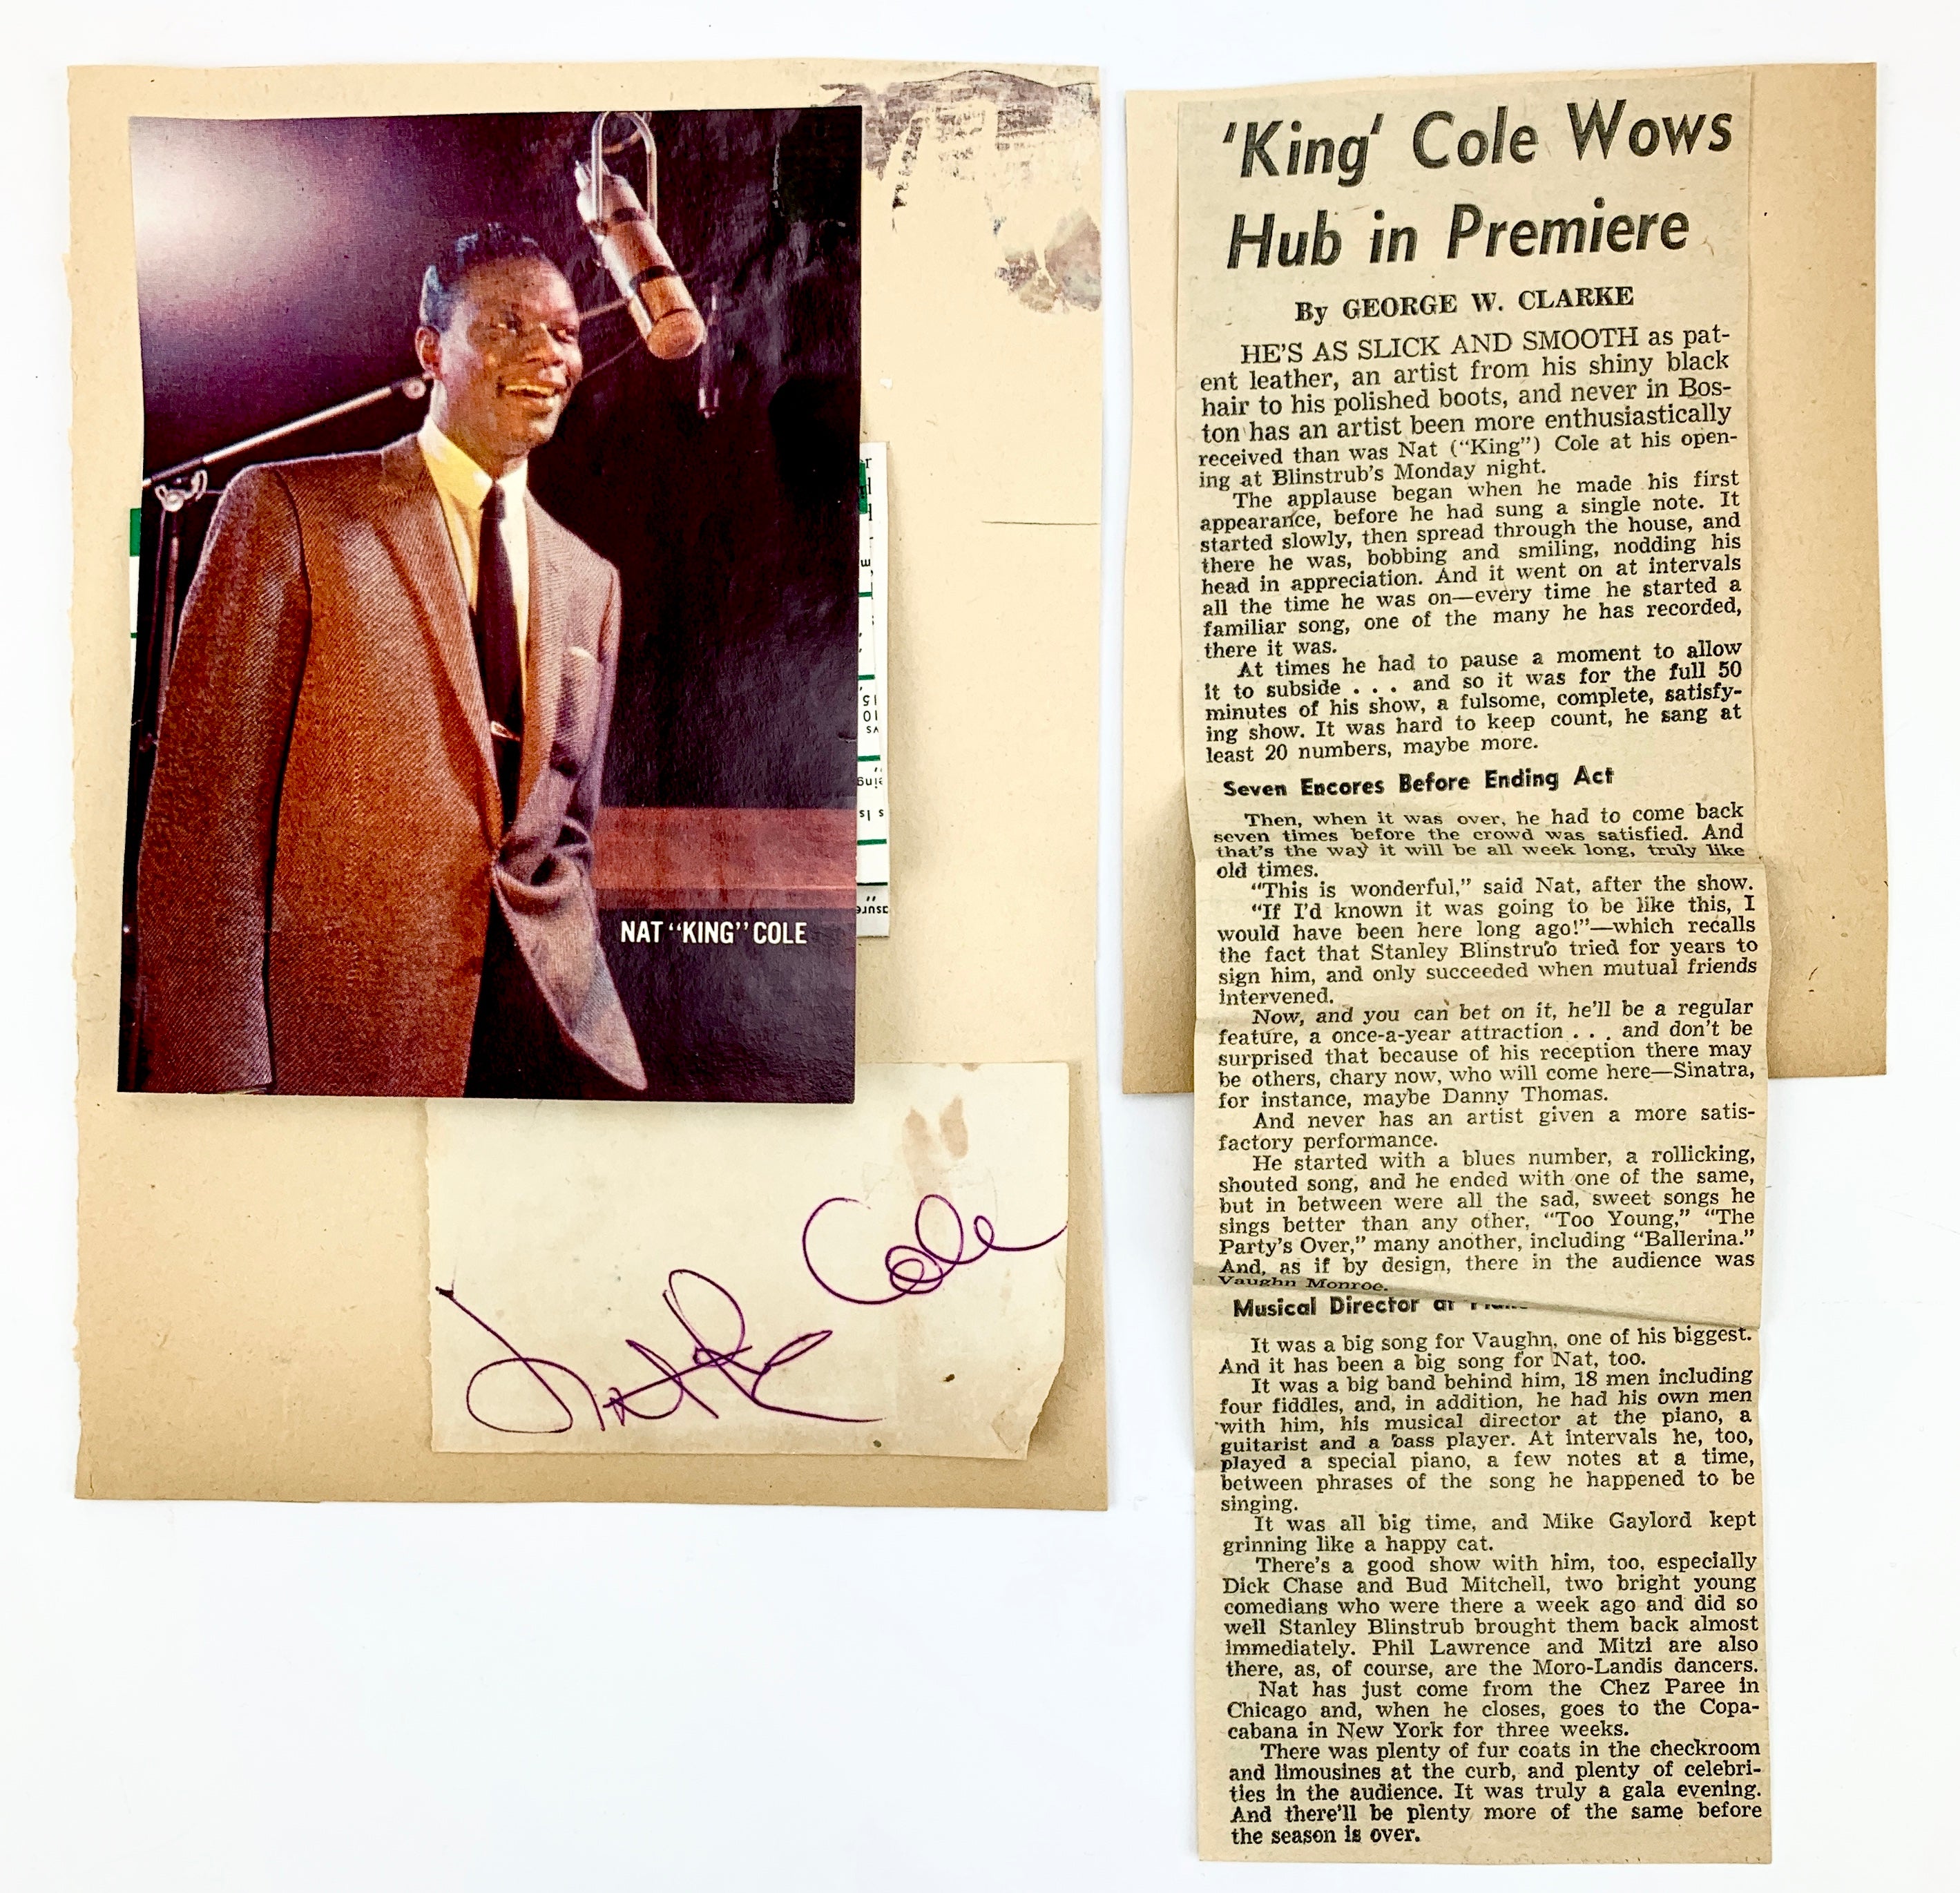 NAT "KING" COLE
Nat K Cole
'King' Cole Wows
Hub in Premiere
By GEORGE W. CLARKE
HE'S AS SLICK AND SMOOTH as pat-
ent leather, an artist from his shiny black
hair to his polished boots, and never in Bos-
ton has an artist been more enthusiastically
received than was Nat ("King") Cole at his open-
ing at Blinstrub's Monday night.
The applause began when he made his first
appearance, before he had sung a single note. It
started slowly, then spread through the house, and
there he was, bobbing and smiling, nodding his
head in appreciation. And it went on at intervals
all the time he was on—every time he started a
familiar song, one of the many he has recorded,
there it was.
At times he had to pause a moment to allow
it to subside . . . and so it was for the full 50
minutes of his show, a fulsome, complete, satisfy-
ing show. It was hard to keep count, he sang at
least 20 numbers, maybe more.
Seven Encores Before Ending Act
Then, when it was over, he had to come back
seven times before the crowd was satisfied. And
that's the way it will be all week long, truly like
old times.
"This is wonderful," said Nat, after the show.
"If I'd known it was going to be like this, I
would have been here long ago!"—which recalls
the fact that Stanley Blinstrub tried for years to
sign him, and only succeeded when mutual friends
intervened.
Now, and you can bet on it, he'll be a regular
feature, a once-a-year attraction . . . and don't be
surprised that because of his reception there may
be others, chary now, who will come here—Sinatra,
for instance, maybe Danny Thomas.
And never has an artist given a more satis-
factory performance.
He started with a blues number, a rollicking,
shouted song, and he ended with one of the same,
but in between were all the sad, sweet songs he
sings better than any other, "Too Young," "The
Party's Over," many another, including "Ballerina."
And, as if by design, there in the audience was
Vaughn Monroe.
Musical Director at
It was a big song for Vaughn, one of his biggest.
And it has been a big song for Nat, too.
It was a big band behind him, 18 men including
four fiddles, and, in addition, he had his own men
with him, his musical director at the piano, a
guitarist and a bass player. At intervals he, too,
played a special piano, a few notes at a time,
between phrases of the song he happened to be
singing.
It was all big time, and Mike Gaylord kept
grinning like a happy cat.
There's a good show with him, too, especially
Dick Chase and Bud Mitchell, two bright young
comedians who were there a week ago and did so
well Stanley Blinstrub brought them back almost
immediately. Phil Lawrence and Mitzi are also
there, as, of course, are the Moro-Landis dancers.
Nat has just come from the Chez Paree in
Chicago and, when he closes, goes to the Copa-
cabana in New York for three weeks.
There was plenty of fur coats in the checkroom
and limousines at the curb, and plenty of celebri-
ties in the audience. It was truly a gala evening.
And there'll be plenty more of the same before
the season is over.